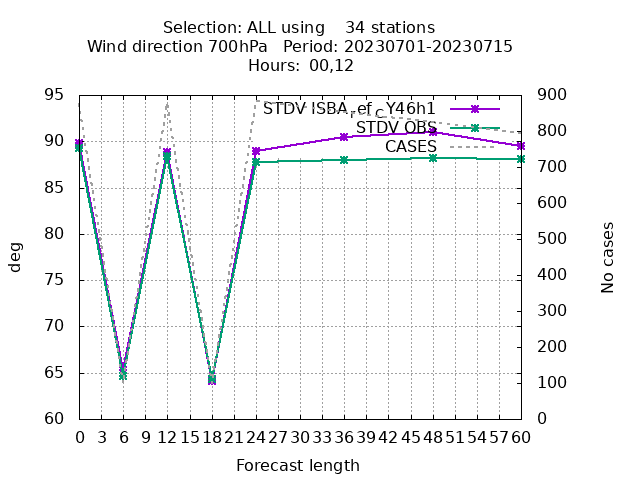 Selection: ALL using 34 stations
Wind direction 700hPa Period: 20230701-20230715
Hours: 00,12
STDV ISBA_ref_CY46h1
STDV OBS
CASES
95
90
85
80
75
70
65
60
900
800
700
600
500
400
300
200
100
0
deg
No cases
0 3 6 9 12 15 18 21 24 27 30 33 36 39 42 45 48 51 54 57 60
Forecast length